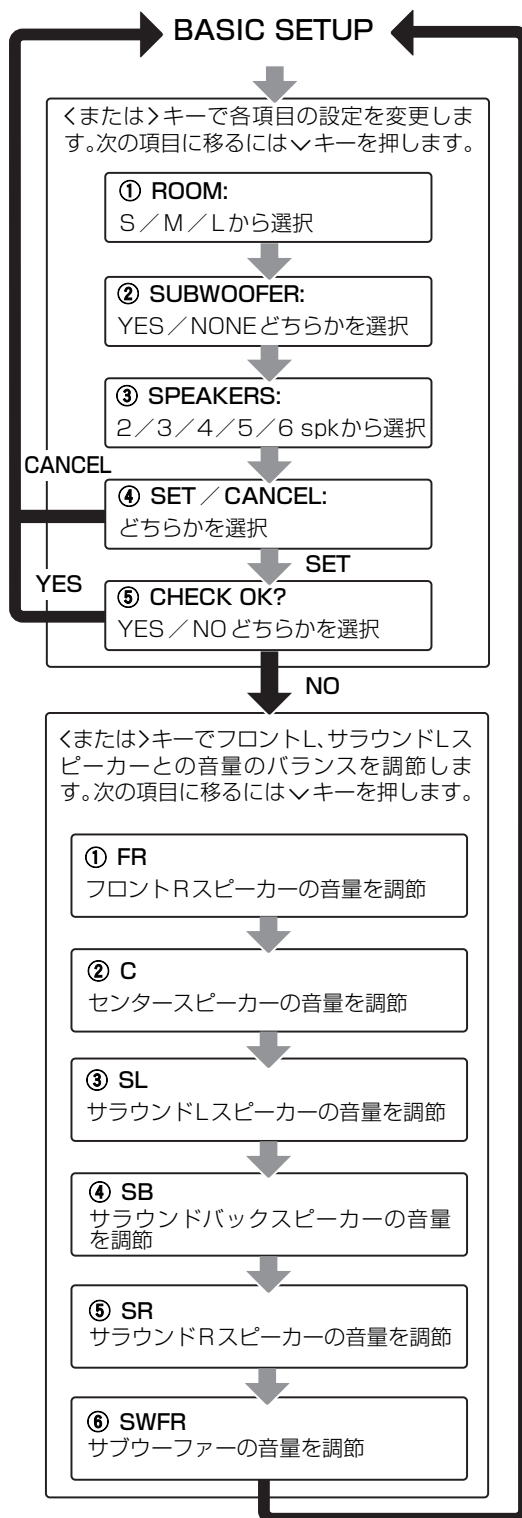 BASIC SETUP
〈または〉キーで各項目の設定を変更しま
す。次の項目に移るには﹀キーを押します。
① ROOM:
S／M／Lから選択
② SUBWOOFER:
YES／NONEどちらかを選択
③ SPEAKERS:
2／3／4／5／6 spkから選択
CANCEL
④ SET／CANCEL:
どちらかを選択
SET
YES
⑤ CHECK OK?
YES／NOどちらかを選択
NO
〈または〉キーでフロントL、サラウンドLス
ピーカーとの音量のバランスを調節しま
す。次の項目に移るには﹀キーを押します。
① FR
フロントRスピーカーの音量を調節
② C
センタースピーカーの音量を調節
③ SL
サラウンドLスピーカーの音量を調節
④ SB
サラウンドバックスピーカーの音量
を調節
⑤ SR
サラウンドRスピーカーの音量を調節
⑥ SWFR
サブウーファーの音量を調節